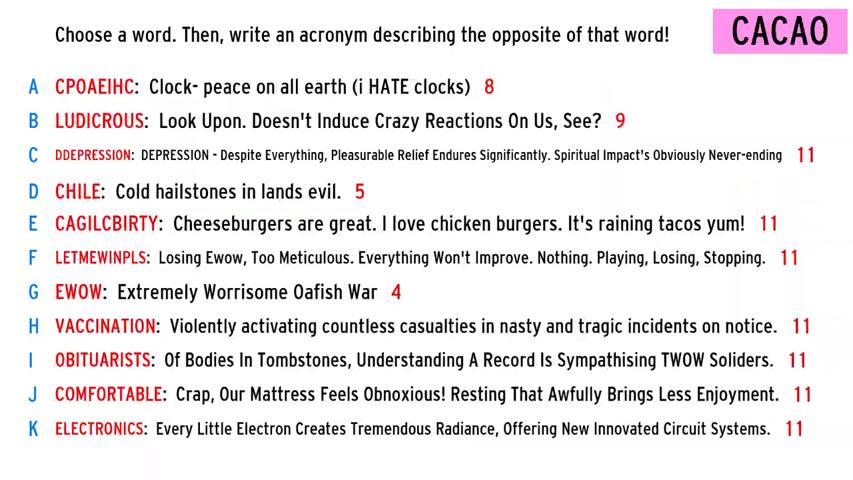 Choose a word. Then, write an acronym describing the opposite of that word!
CACAO
A CPOAEIHC: Clock- peace on all earth (i HATE clocks) 8
B LUDICROUS: Look Upon. Doesn't Induce Crazy Reactions On Us, See? 9
C DDEPRESSION: DEPRESSION - Despite Everything, Pleasurable Relief Endures Significantly. Spiritual Impact's Obviously Never-ending 11
D CHILE: Cold hailstones in lands evil. 5
E CAGILCBIRTY: Cheeseburgers are great. I love chicken burgers. It's raining tacos yum! 11
F LETMEWINPLS: Losing Ewow, Too Meticulous. Everything Won't Improve. Nothing. Playing, Losing, Stopping. 11
G EWOW: Extremely Worrisome Oafish War 4
H VACCINATION: Violently activating countless casualties in nasty and tragic incidents on notice. 11
I OBITUARISTS: Of Bodies In Tombstones, Understanding A Record Is Sympathising TWOW Soliders. 11
J COMFORTABLE: Crap, Our Mattress Feels Obnoxious! Resting That Awfully Brings Less Enjoyment. 11
K ELECTRONICS: Every Little Electron Creates Tremendous Radiance, Offering New Innovated Circuit Systems. 11